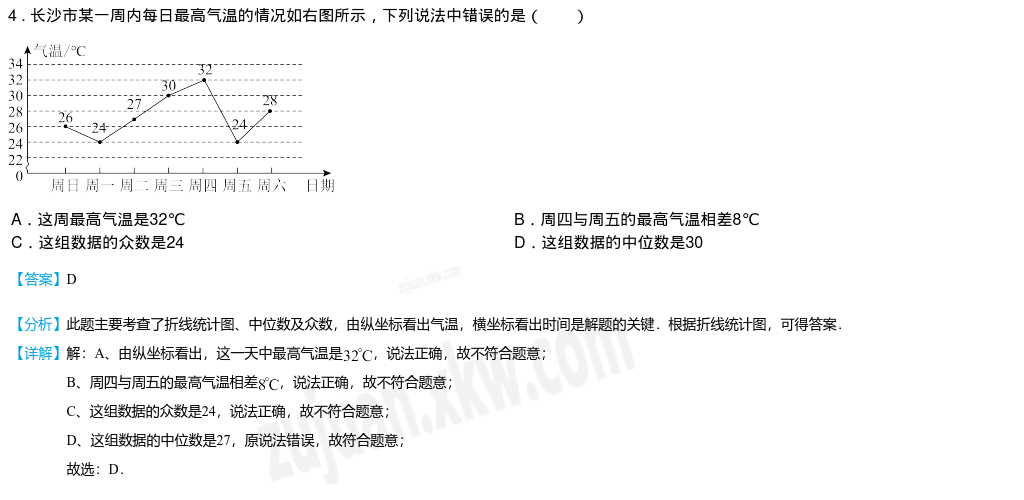 4．长沙市某一周内每日最高气温的情况如右图所示，下列说法中错误的是（　　）
气温/℃
34
32
30
28
26
24
22
0
26
24
27
30
32
24
28
周日 周一 周二 周三 周四 周五 周六 日期
A．这周最高气温是32℃ B．周四与周五的最高气温相差8℃
C．这组数据的众数是24 D．这组数据的中位数是30
【答案】D
【分析】此题主要考查了折线统计图、中位数及众数，由纵坐标看出气温，横坐标看出时间是解题的关键．根据折线统计图，可得答案．
【详解】解：A、由纵坐标看出，这一天中最高气温是32℃，说法正确，故不符合题意；
B、周四与周五的最高气温相差8℃，说法正确，故不符合题意；
C、这组数据的众数是24，说法正确，故不符合题意；
D、这组数据的中位数是27，原说法错误，故符合题意；
故选：D．
zujuan.xkw.com
zujuan.xkw.com